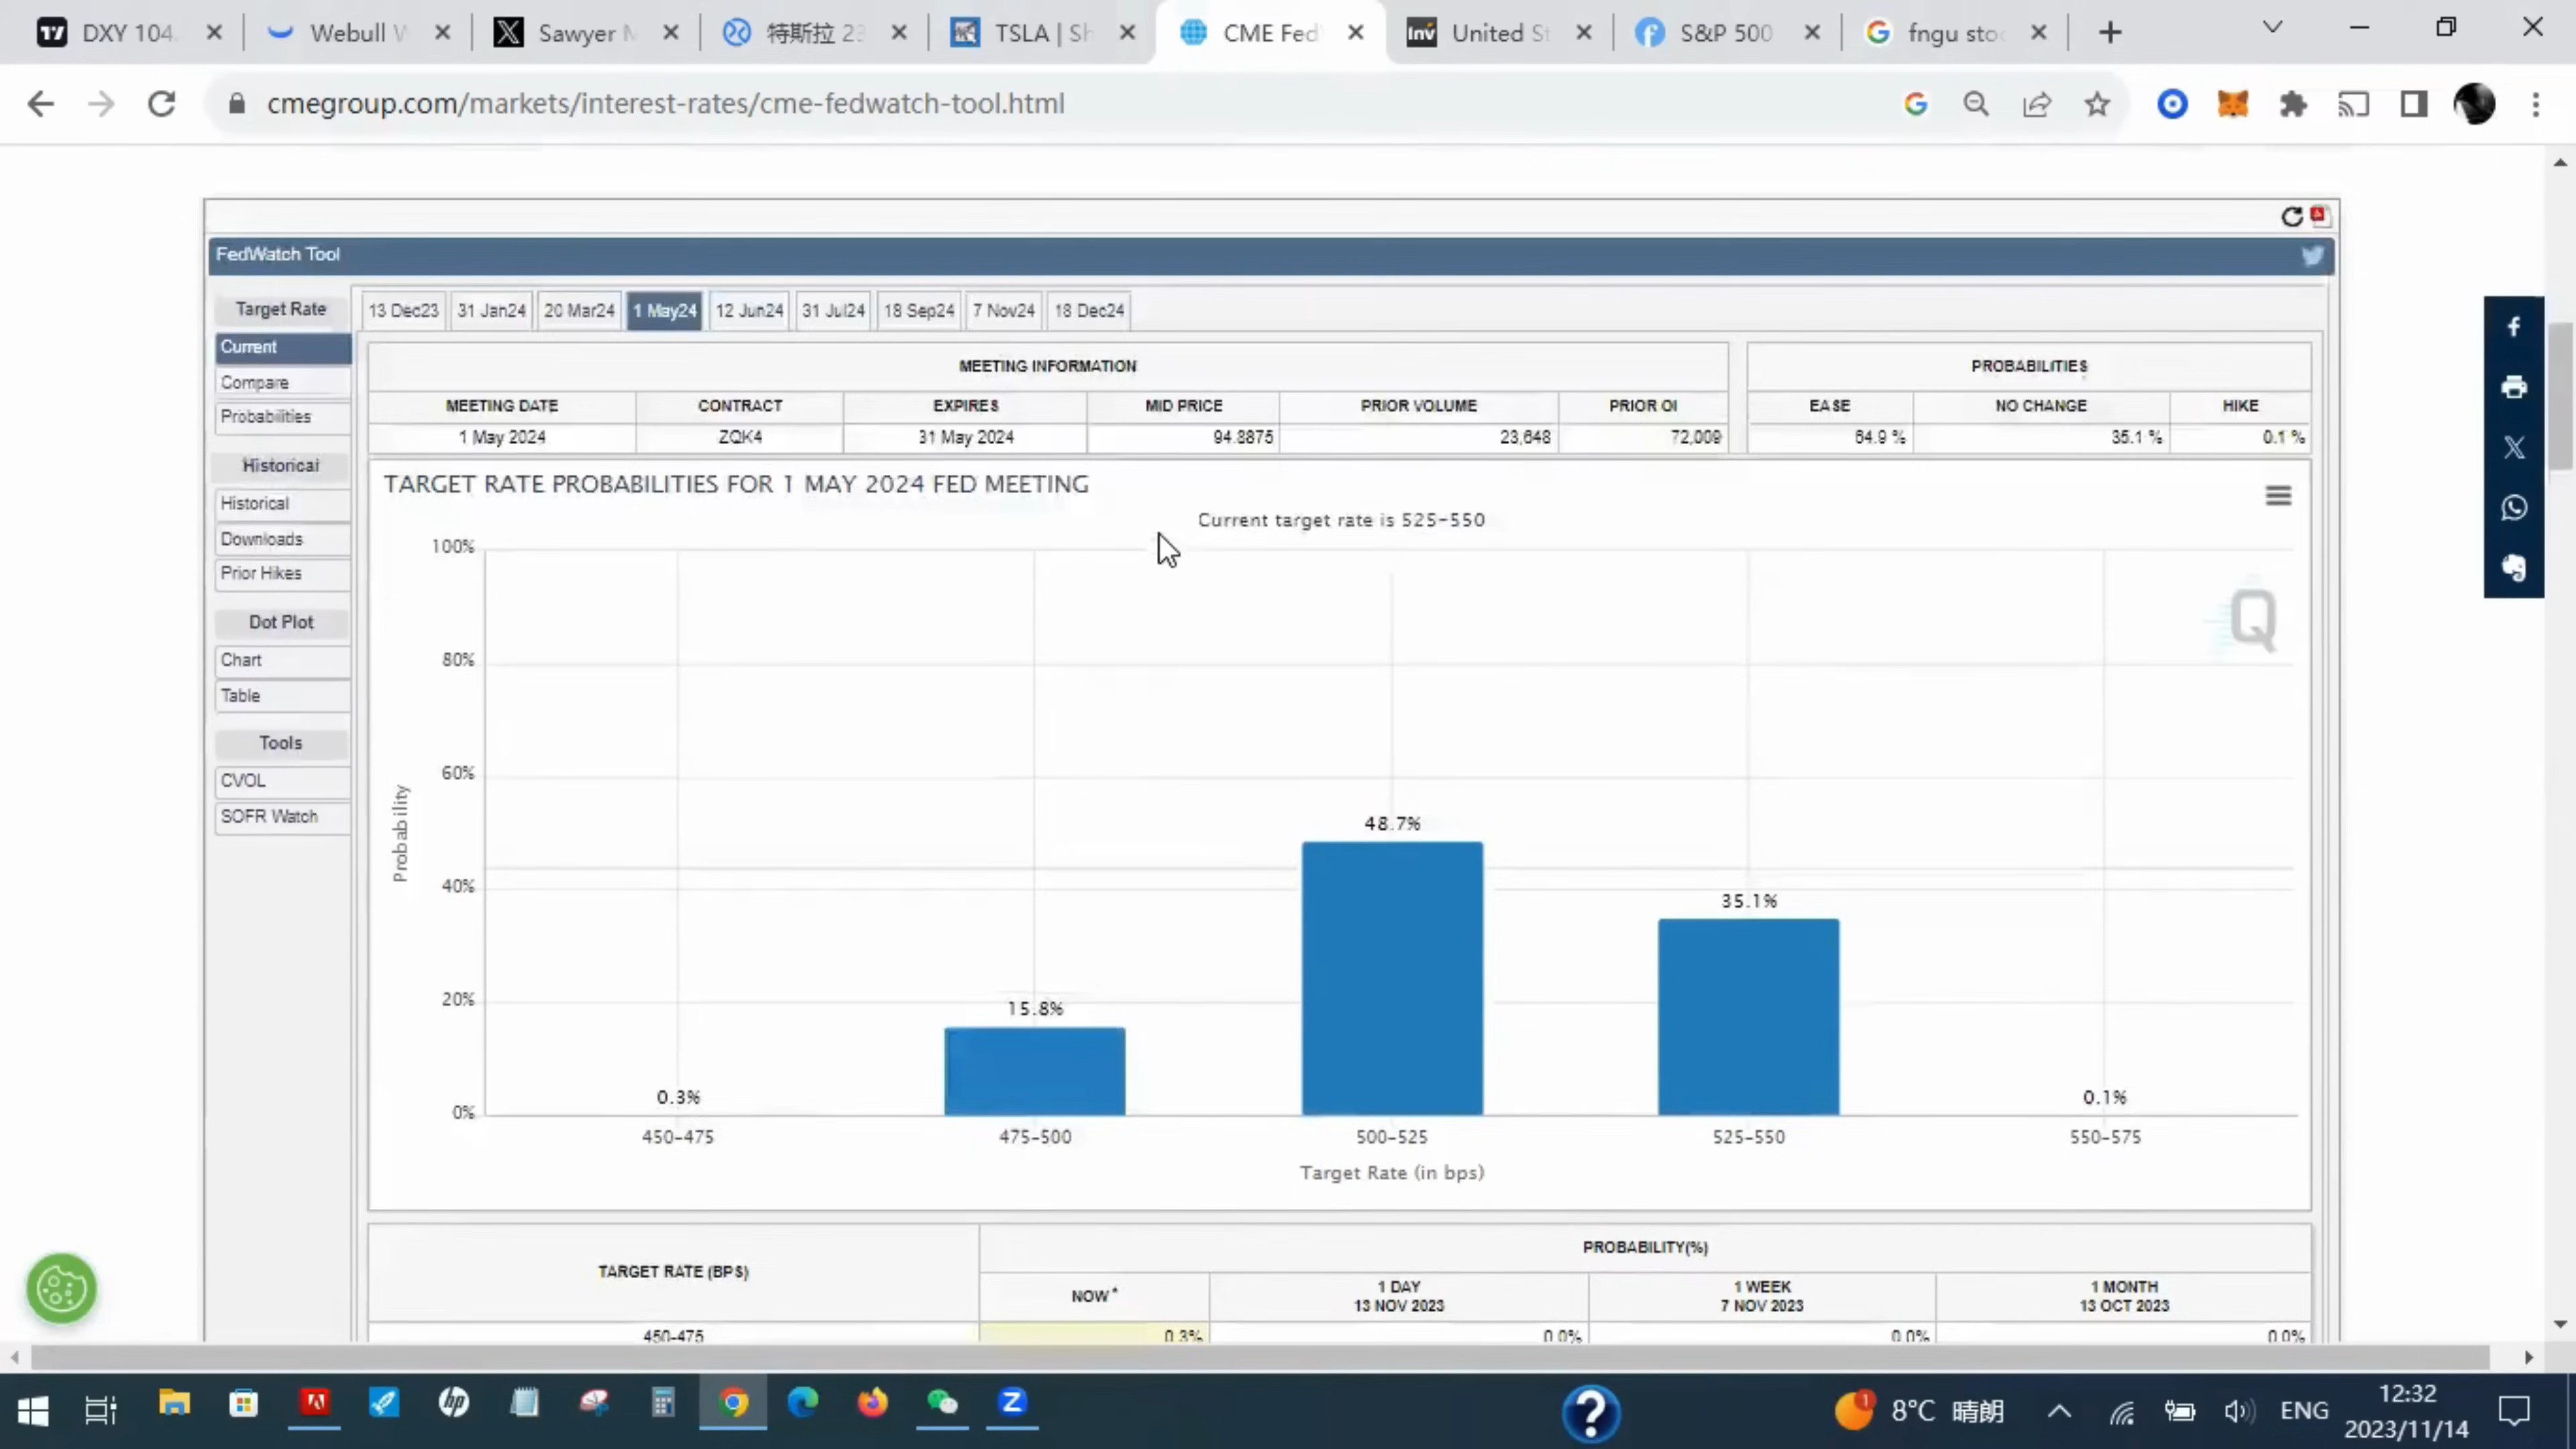 DXY 104.
Webull W
Sawyer M
特斯拉 23
TSLA | Sh
CME Fed
United St
S&P 500
fngu stoc
cmegroup.com/markets/interest-rates/cme-fedwatch-tool.html
FedWatch Tool
Target Rate
Current
Compare
Probabilities
Historical
Historical
Downloads
Prior Hikes
Dot Plot
Chart
Table
Tools
CVOL
SOFR Watch
13 Dec23 31 Jan24 20 Mar24 1 May24 12 Jun24 31 Jul24 18 Sep24 7 Nov24 18 Dec24
MEETING INFORMATION
MEETING DATE CONTRACT EXPIRES MID PRICE PRIOR VOLUME PRIOR OI
1 May 2024 ZQK4 31 May 2024 94.8875 23,648 72,009
PROBABILITIES
EASE NO CHANGE HIKE
64.9 % 35.1 % 0.1 %
TARGET RATE PROBABILITIES FOR 1 MAY 2024 FED MEETING
Current target rate is 525-550
100%
80%
60%
40%
20%
0%
Probability
0.3%
15.8%
48.7%
35.1%
0.1%
450-475 475-500 500-525 525-550 550-575
Target Rate (in bps)
Q
TARGET RATE (BPS)
PROBABILITY(%)
NOW *
1 DAY
13 NOV 2023
1 WEEK
7 NOV 2023
1 MONTH
13 OCT 2023
450-475 0.3% 0.0% 0.0% 0.0%
8°C 晴朗
ENG
12:32
2023/11/14